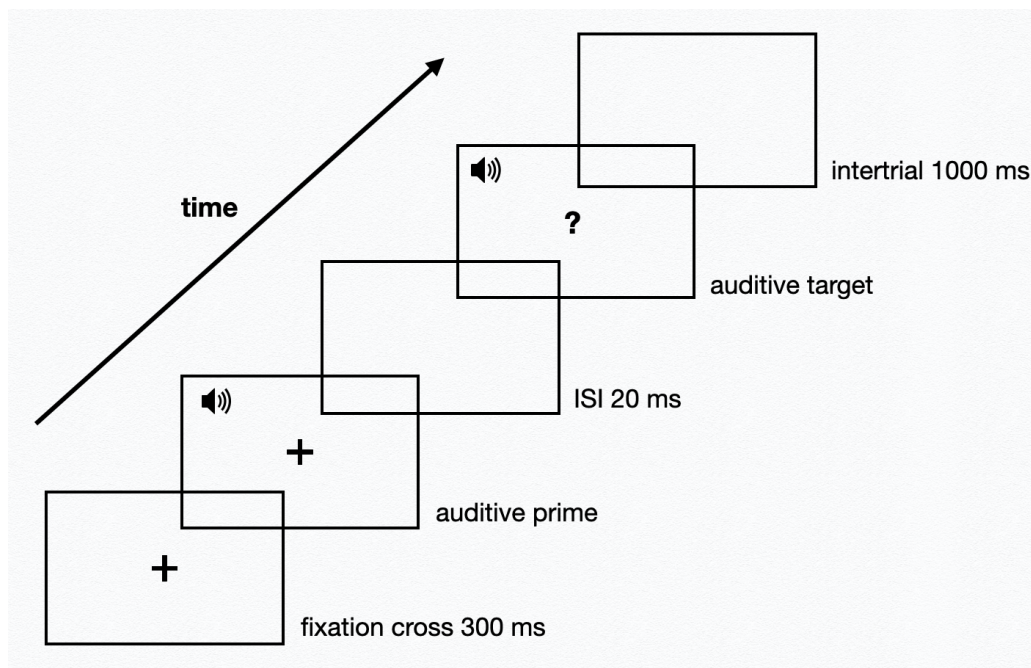 intertrial 1000 ms
time
?
auditive target
ISI 20 ms
auditive prime
fixation cross 300 ms